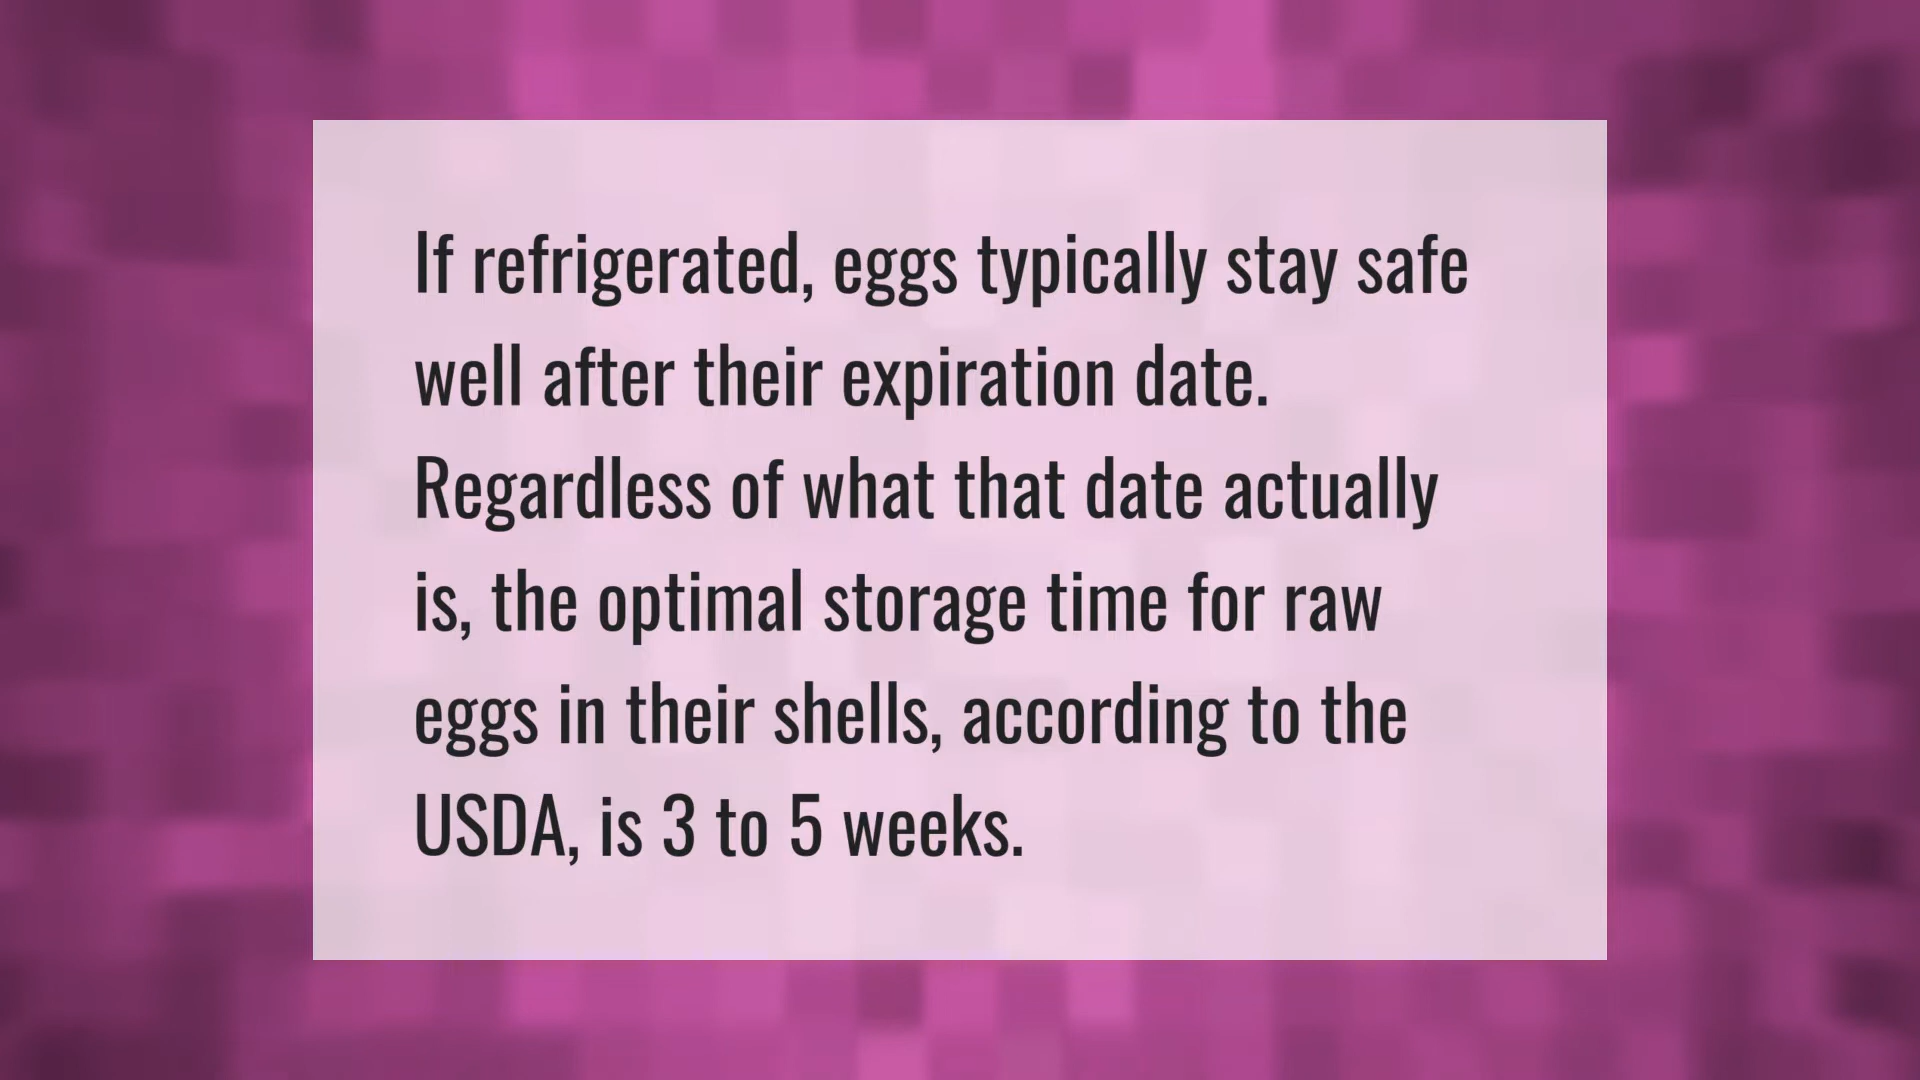 If refrigerated, eggs typically stay safe
well after their expiration date.
Regardless of what that date actually
is, the optimal storage time for raw
eggs in their shells, according to the
USDA, is 3 to 5 weeks.